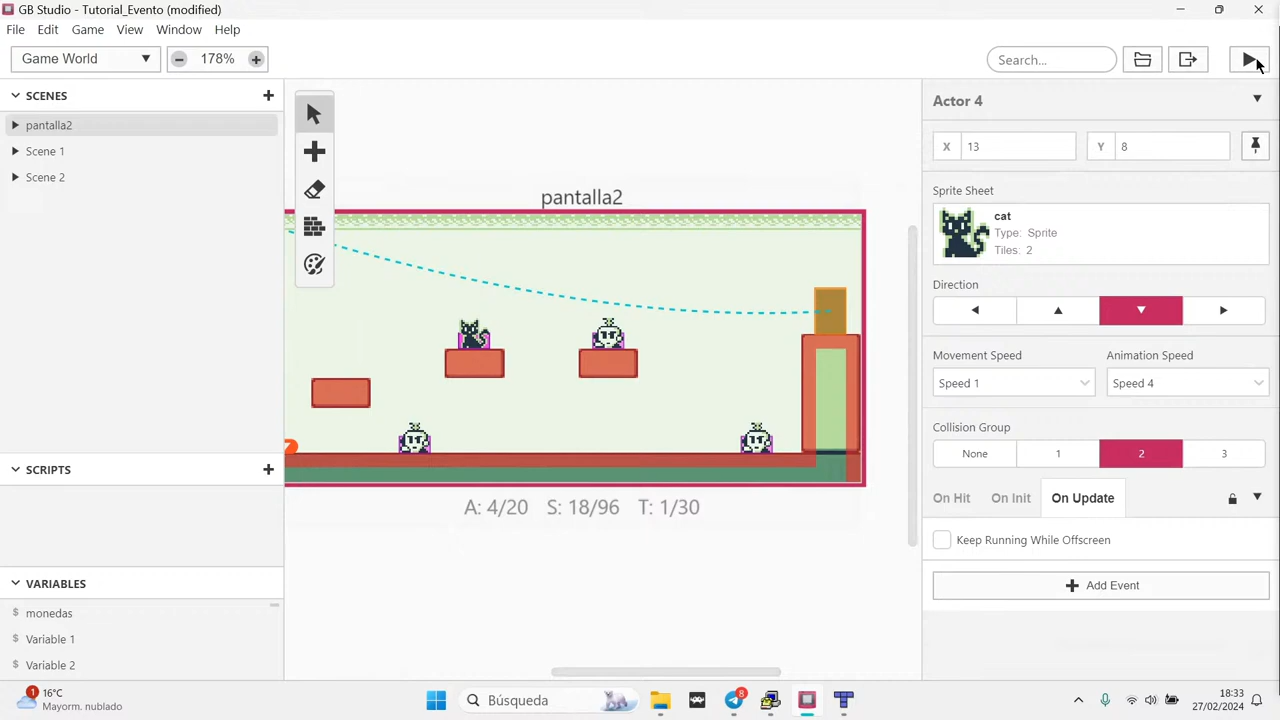 GB Studio - Tutorial_Evento (modified)
File Edit Game View Window Help
Game World 178% Search...
SCENES
pantalla2
Scene 1
Scene 2
SCRIPTS
VARIABLES
$ monedas
$ Variable 1
$ Variable 2
pantalla2
A: 4/20 S: 18/96 T: 1/30
Actor 4
X 13 Y 8
Sprite Sheet
cat
Type: Sprite
Tiles: 2
Direction
Movement Speed Animation Speed
Speed 1 Speed 4
Collision Group
None 1 2 3
On Hit On Init On Update
Keep Running While Offscreen
Add Event
1 16°C
Mayorm. nublado
Búsqueda
8
18:33
27/02/2024